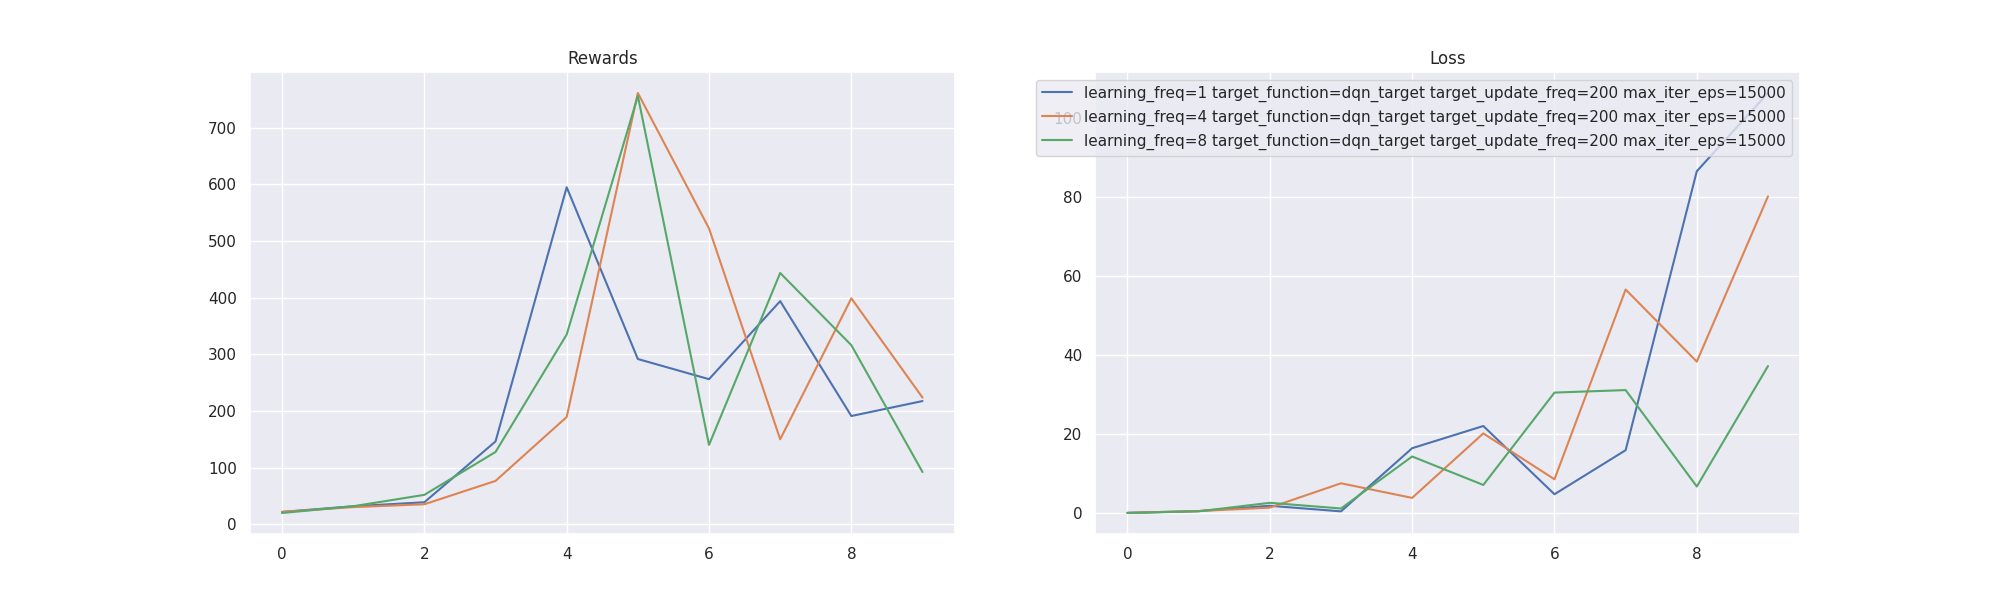 Rewards
700
600
500
400
300
200
100
0
0 2 4 6 8
Loss
learning_freq=1 target_function=dqn_target target_update_freq=200 max_iter_eps=15000
100
learning_freq=4 target_function=dqn_target target_update_freq=200 max_iter_eps=15000
learning_freq=8 target_function=dqn_target target_update_freq=200 max_iter_eps=15000
80
60
40
20
0
0 2 4 6 8